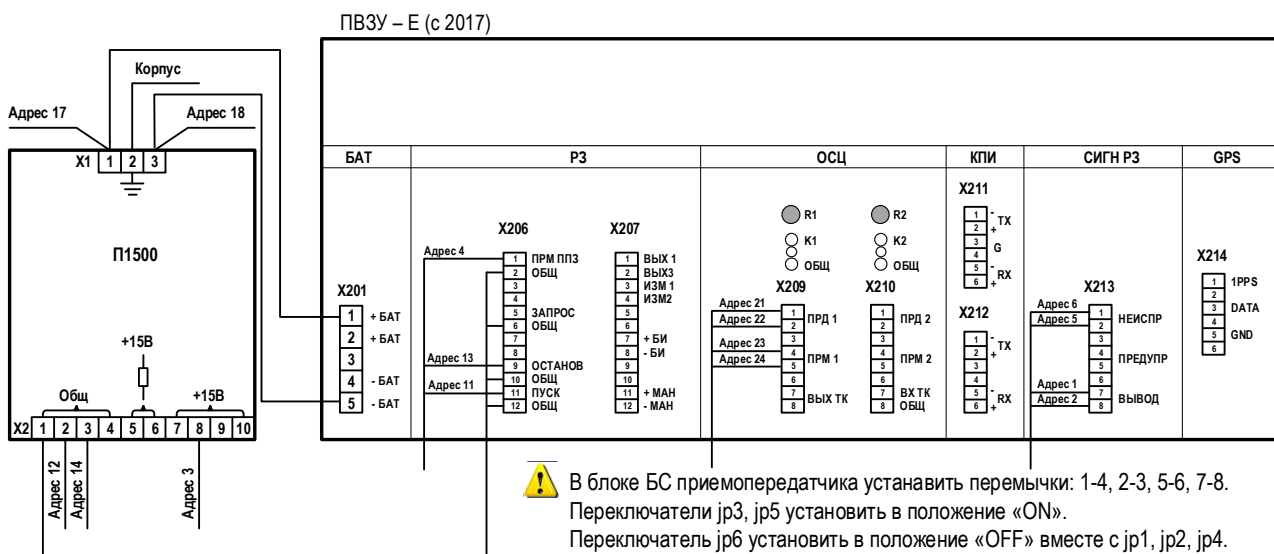 ПВЗУ – Е (с 2017)
Корпус
Адрес 17
Адрес 18
X1 1 2 3
П1500
+15В
Общ
+15В
X2 1 2 3 4 5 6 7 8 9 10
Адрес 12
Адрес 14
Адрес 3
БАТ
РЗ
ОСЦ
КПИ
СИГН РЗ
GPS
X201
1 + БАТ
2 + БАТ
3
4 - БАТ
5 - БАТ
Адрес 4
Адрес 13
Адрес 11
X206
1 ПРМ ППЗ
2 ОБЩ
3
4
5 ЗАПРОС
6 ОБЩ
7
8
9 ОСТАНОВ
10 ОБЩ
11 ПУСК
12 ОБЩ
X207
1 ВЫХ 1
2 ВЫХ3
3 ИЗМ 1
4 ИЗМ2
5
6
7 + БИ
8 - БИ
9
10
11 + МАН
12 - МАН
R1
K1
ОБЩ
X209
Адрес 21
Адрес 22
Адрес 23
Адрес 24
1
2
ПРД 1
3
4
5
ПРМ 1
6
7
8
ВЫХ ТК
R2
K2
ОБЩ
X210
1
2
ПРД 2
3
4
5
ПРМ 2
6
7 ВХ ТК
8 ОБЩ
X211
1 -
TX
2 +
3
G
4
5 -
RX
6 +
X212
1 -
TX
2 +
3
4
5 -
RX
6 +
X213
Адрес 6
Адрес 5
Адрес 1
Адрес 2
1
2
НЕИСПР
3
4
5
ПРЕДУПР
6
7
8
ВЫВОД
X214
1 1PPS
2
3 DATA
4
5 GND
6
В блоке БС приемопередатчика устанавить перемычки: 1-4, 2-3, 5-6, 7-8.
Переключатели jp3, jp5 установить в положение «ON».
Переключатель jp6 установить в положение «OFF» вместе с jp1, jp2, jp4.